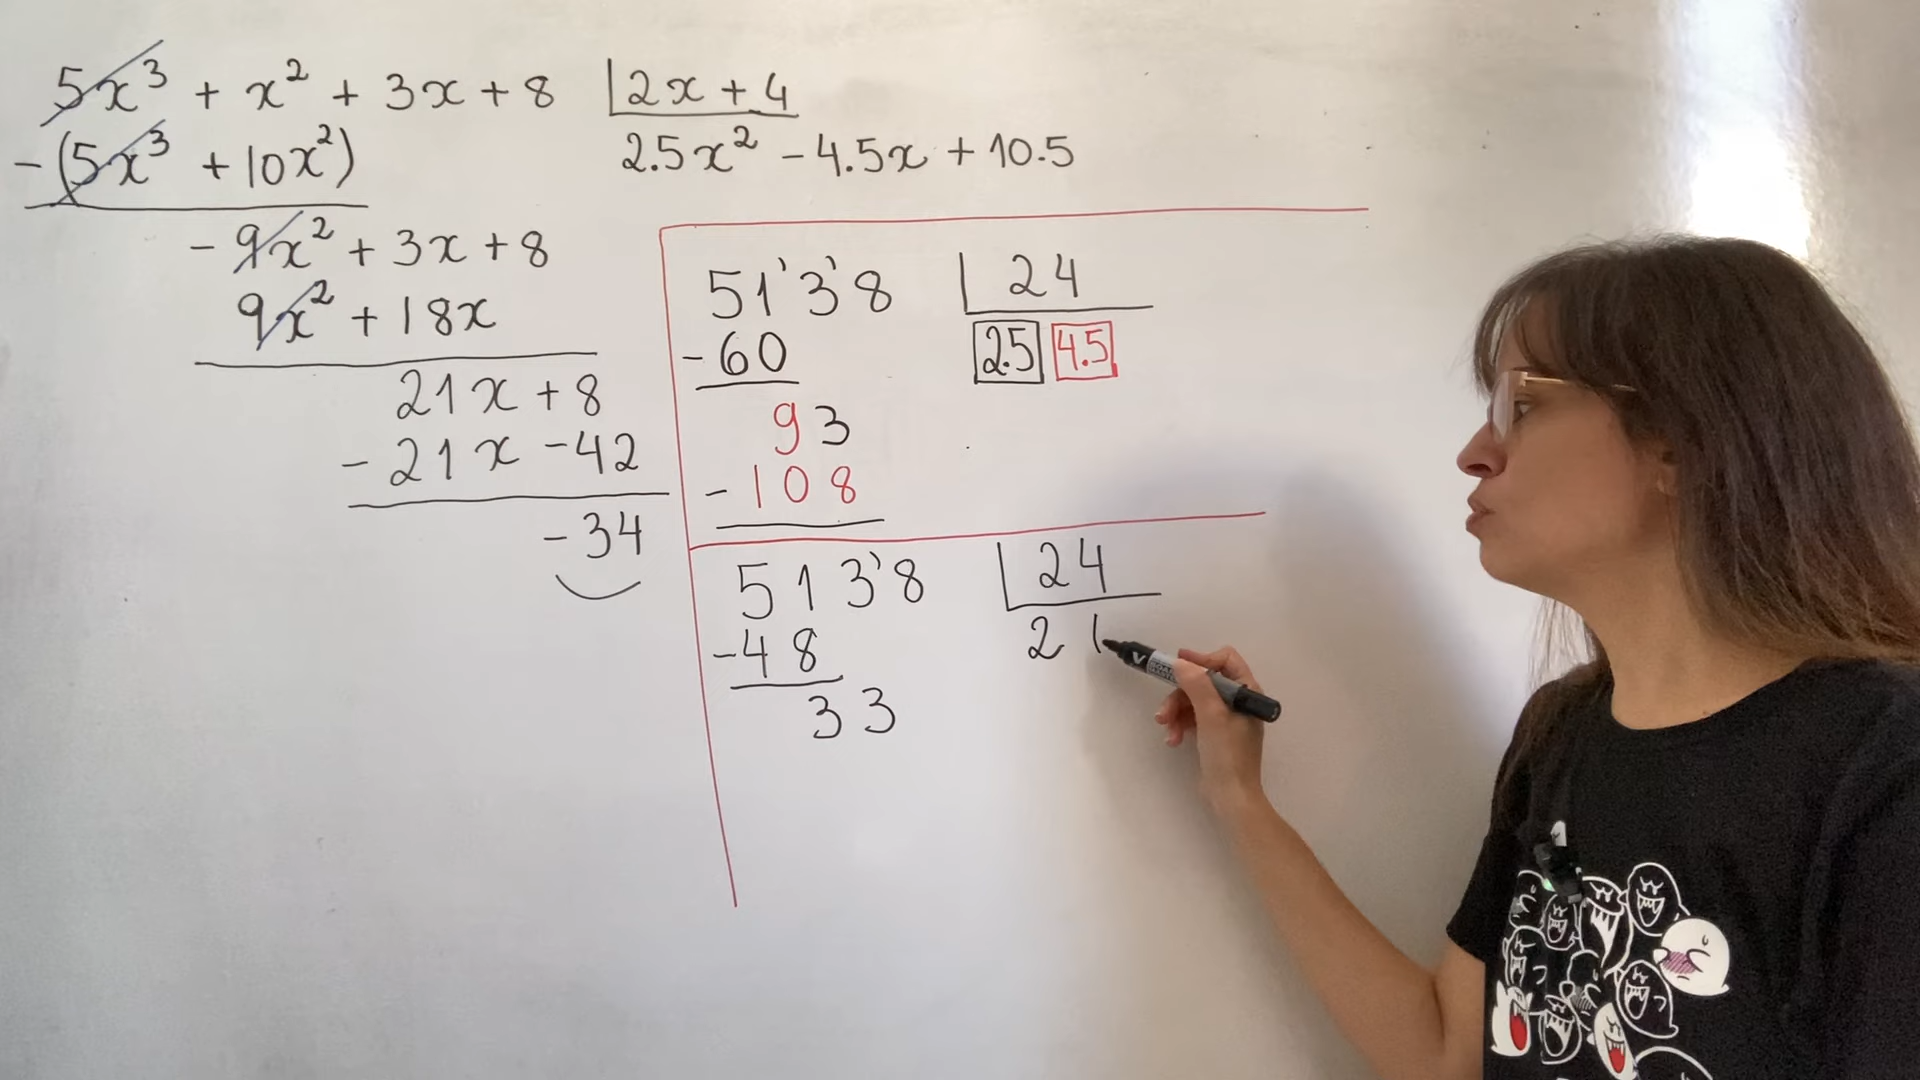 5x³ + x² + 3x + 8 |2x + 4
- (5x³ + 10x²) 2.5x² - 4.5x + 10.5
- 9x² + 3x + 8
9x² + 18x
21x + 8
- 21x - 42
- 34
51'3'8 |24
- 60 2.5 4.5
93
- 108
513'8 |24
- 48 21
33